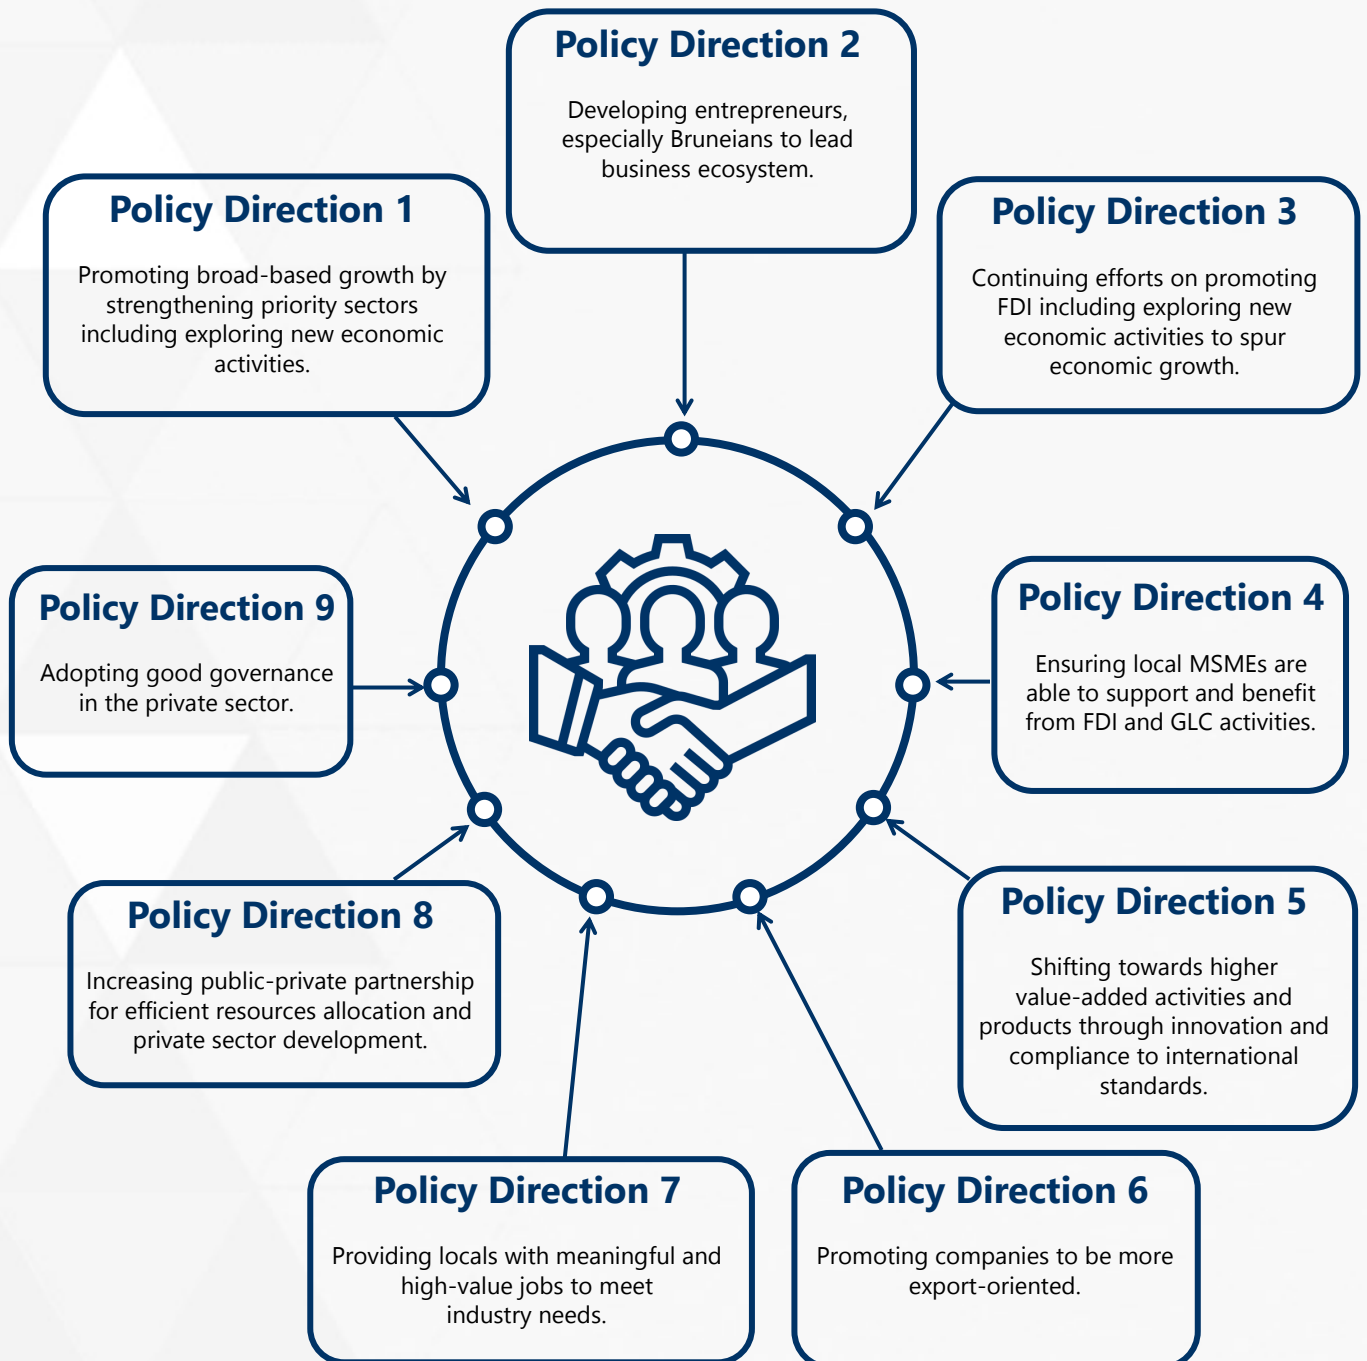 Policy Direction 1
Promoting broad-based growth by
strengthening priority sectors
including exploring new economic
activities.
Policy Direction 2
Developing entrepreneurs,
especially Bruneians to lead
business ecosystem.
Policy Direction 3
Continuing efforts on promoting
FDI including exploring new
economic activities to spur
economic growth.
Policy Direction 4
Ensuring local MSMEs are
able to support and benefit
from FDI and GLC activities.
Policy Direction 5
Shifting towards higher
value-added activities and
products through innovation and
compliance to international
standards.
Policy Direction 6
Promoting companies to be more
export-oriented.
Policy Direction 7
Providing locals with meaningful and
high-value jobs to meet
industry needs.
Policy Direction 8
Increasing public-private partnership
for efficient resources allocation and
private sector development.
Policy Direction 9
Adopting good governance
in the private sector.